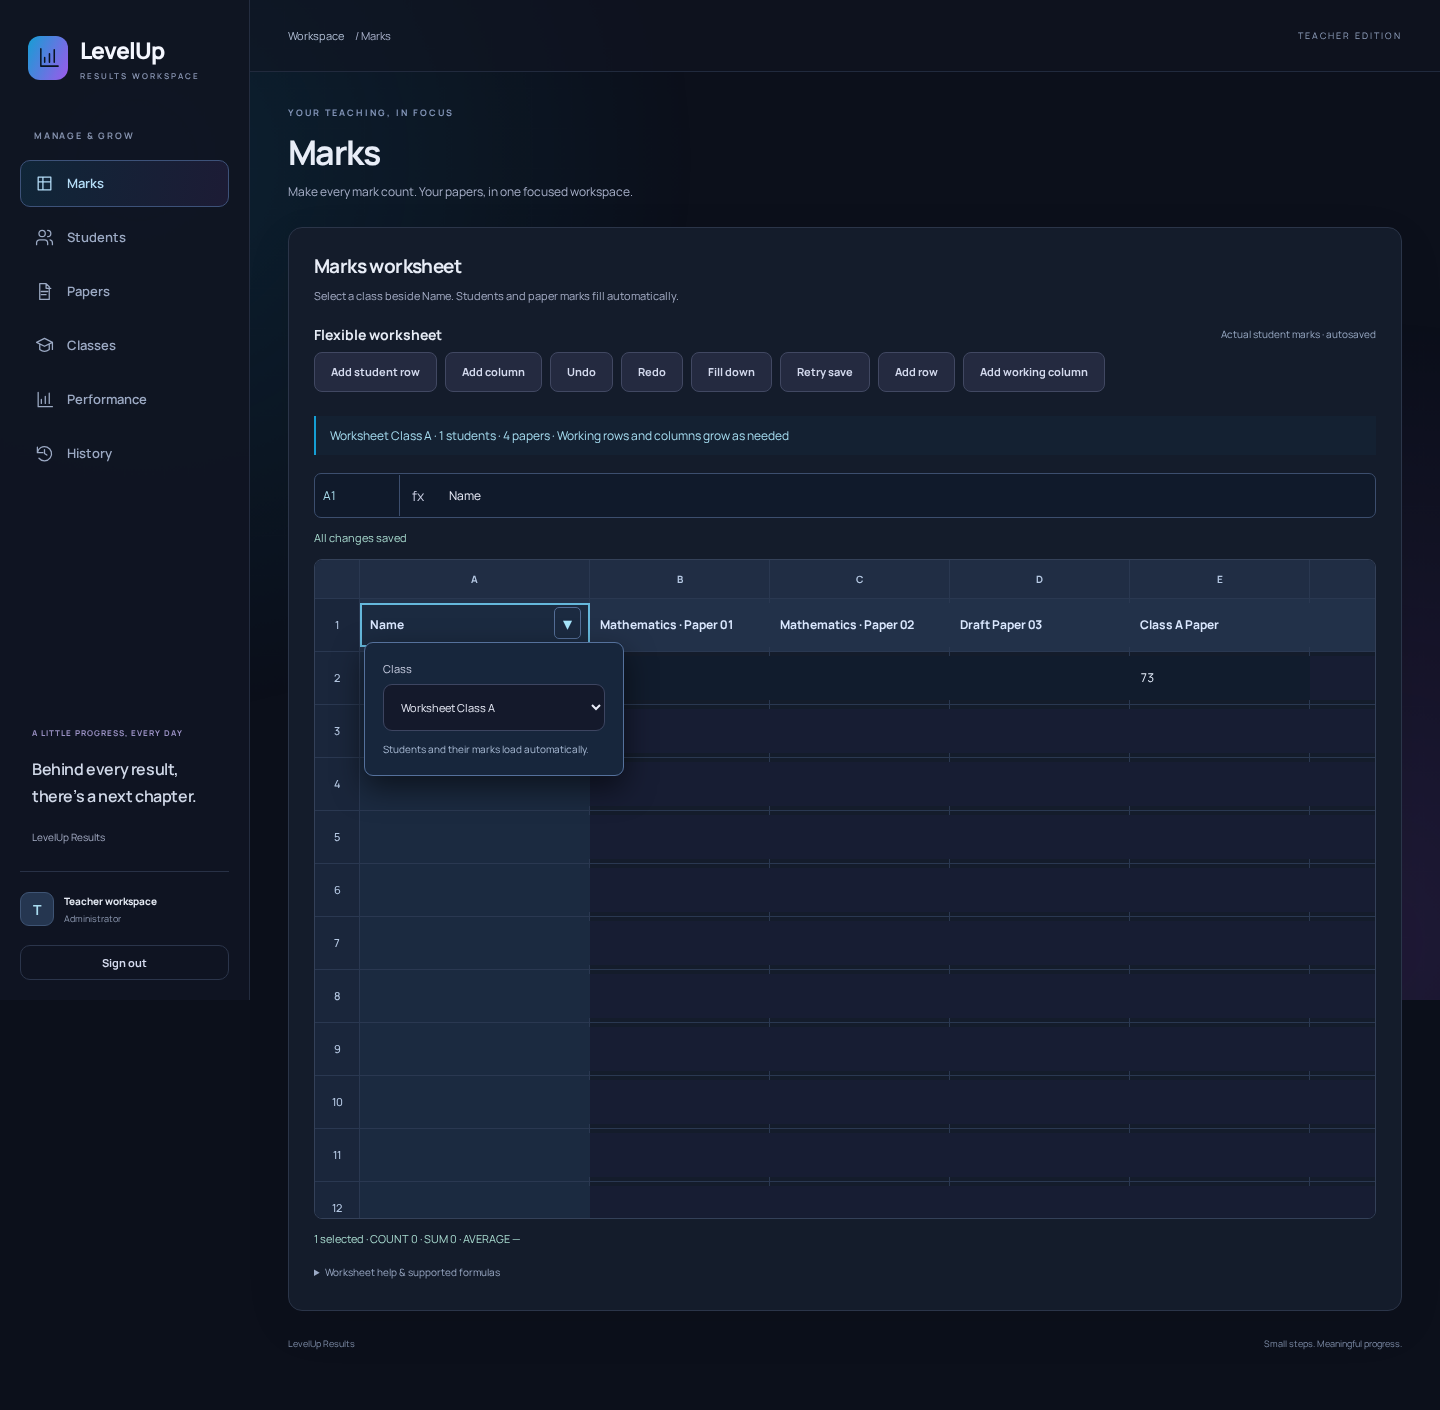 LevelUp
RESULTS WORKSPACE
MANAGE & GROW
Marks
Students
Papers
Classes
Performance
History
A LITTLE PROGRESS, EVERY DAY
Behind every result,
there's a next chapter.
LevelUp Results
T
Teacher workspace
Administrator
Sign out
Workspace / Marks
TEACHER EDITION
YOUR TEACHING, IN FOCUS
Marks
Make every mark count. Your papers, in one focused workspace.
Marks worksheet
Select a class beside Name. Students and paper marks fill automatically.
Flexible worksheet
Actual student marks · autosaved
Add student row Add column Undo Redo Fill down Retry save Add row Add working column
Worksheet Class A · 1 students · 4 papers · Working rows and columns grow as needed
A1 fx Name
All changes saved
A B C D E
1 Name ▼ Mathematics · Paper 01 Mathematics · Paper 02 Draft Paper 03 Class A Paper
Class
2 73
Worksheet Class A
3
Students and their marks load automatically.
4
5
6
7
8
9
10
11
12
1 selected · COUNT 0 · SUM 0 · AVERAGE —
▶ Worksheet help & supported formulas
LevelUp Results
Small steps. Meaningful progress.